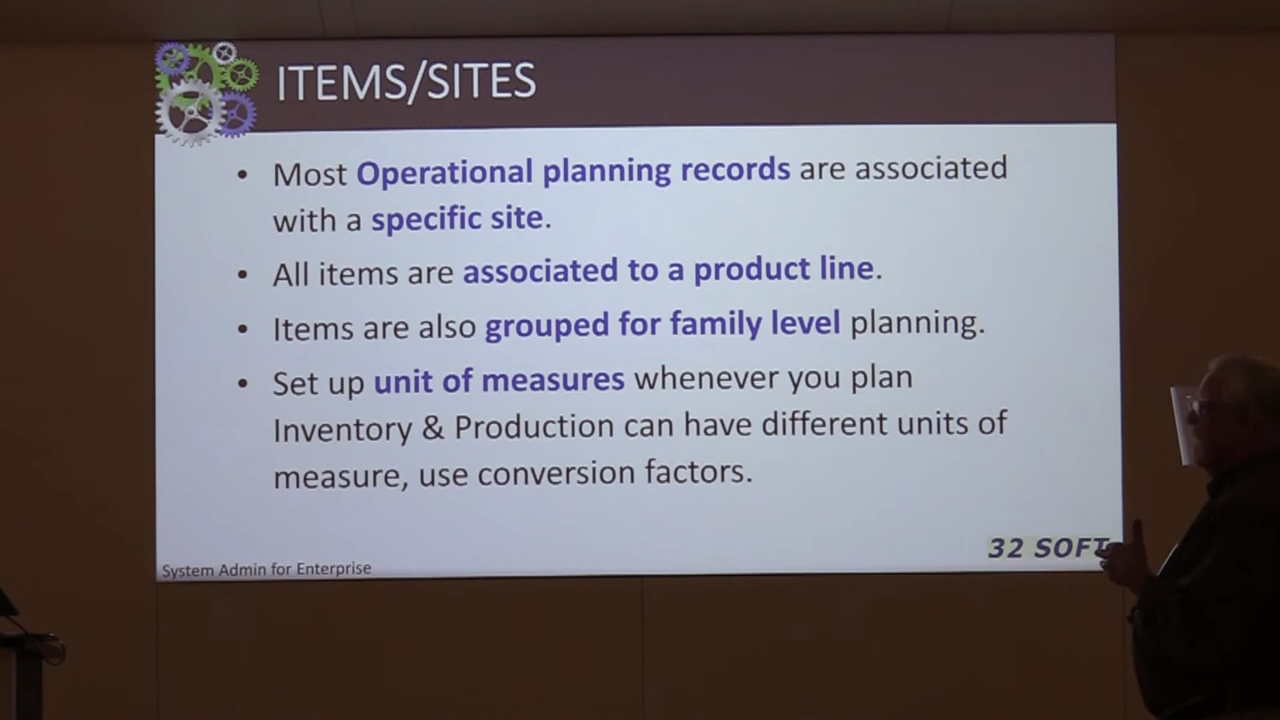 ITEMS/SITES
• Most Operational planning records are associated
with a specific site.
• All items are associated to a product line.
• Items are also grouped for family level planning.
• Set up unit of measures whenever you plan
Inventory & Production can have different units of
measure, use conversion factors.
32 SOFT
System Admin for Enterprise